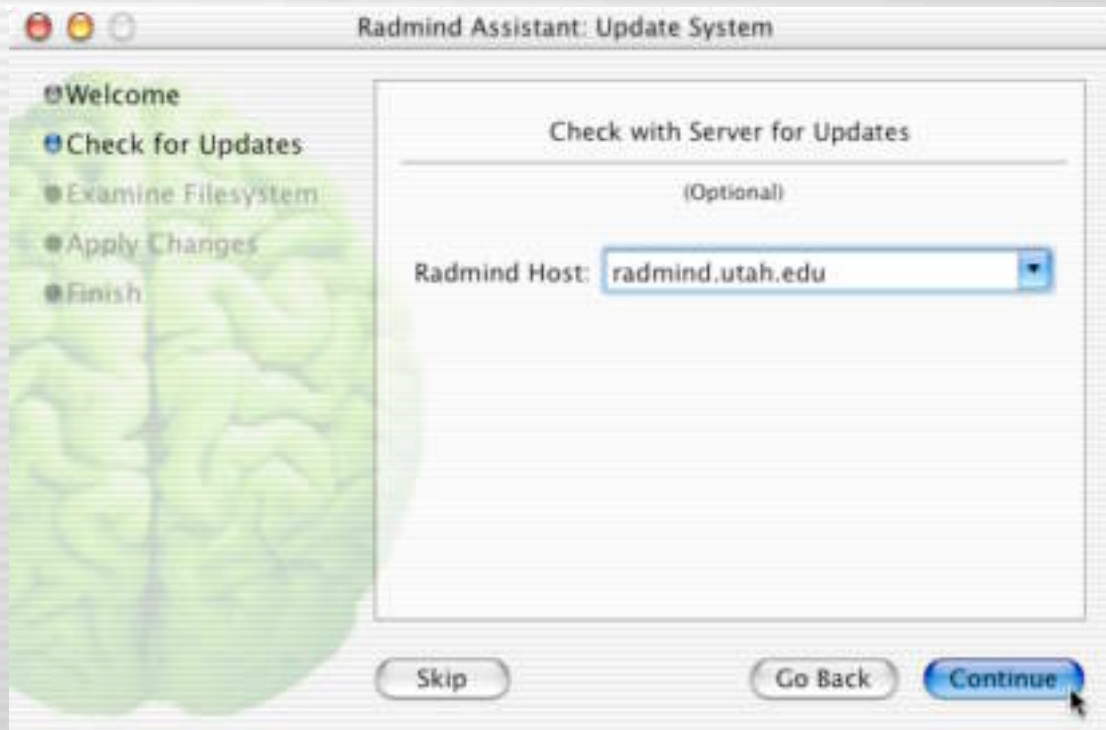 Radmind Assistant: Update System
Welcome
Check for Updates
Examine Filesystem
Apply Changes
Finish
Check with Server for Updates
(Optional)
Radmind Host: radmind.utah.edu
Skip
Go Back
Continue